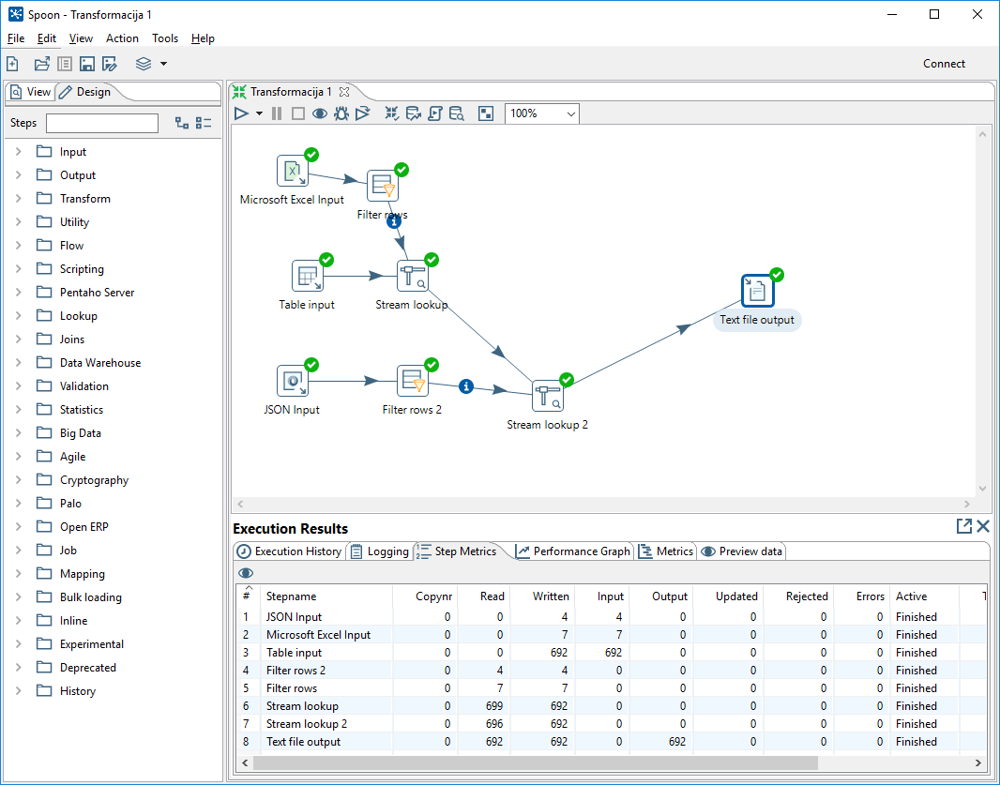 Spoon - Transformacija 1
File Edit View Action Tools Help
Connect
View Design
Steps
Input
Output
Transform
Utility
Flow
Scripting
Pentaho Server
Lookup
Joins
Data Warehouse
Validation
Statistics
Big Data
Agile
Cryptography
Palo
Open ERP
Job
Mapping
Bulk loading
Inline
Experimental
Deprecated
History
Transformacija 1
100%
Microsoft Excel Input
Filter rows
Table input
Stream lookup
Text file output
JSON Input
Filter rows 2
Stream lookup 2
Execution Results
Execution History Logging Step Metrics Performance Graph Metrics Preview data
# Stepname Copynr Read Written Input Output Updated Rejected Errors Active T
1 JSON Input 0 0 4 4 0 0 0 0 Finished
2 Microsoft Excel Input 0 0 7 7 0 0 0 0 Finished
3 Table input 0 0 692 692 0 0 0 0 Finished
4 Filter rows 2 0 4 4 0 0 0 0 0 Finished
5 Filter rows 0 7 7 0 0 0 0 0 Finished
6 Stream lookup 0 699 692 0 0 0 0 0 Finished
7 Stream lookup 2 0 696 692 0 0 0 0 0 Finished
8 Text file output 0 692 692 0 692 0 0 0 Finished